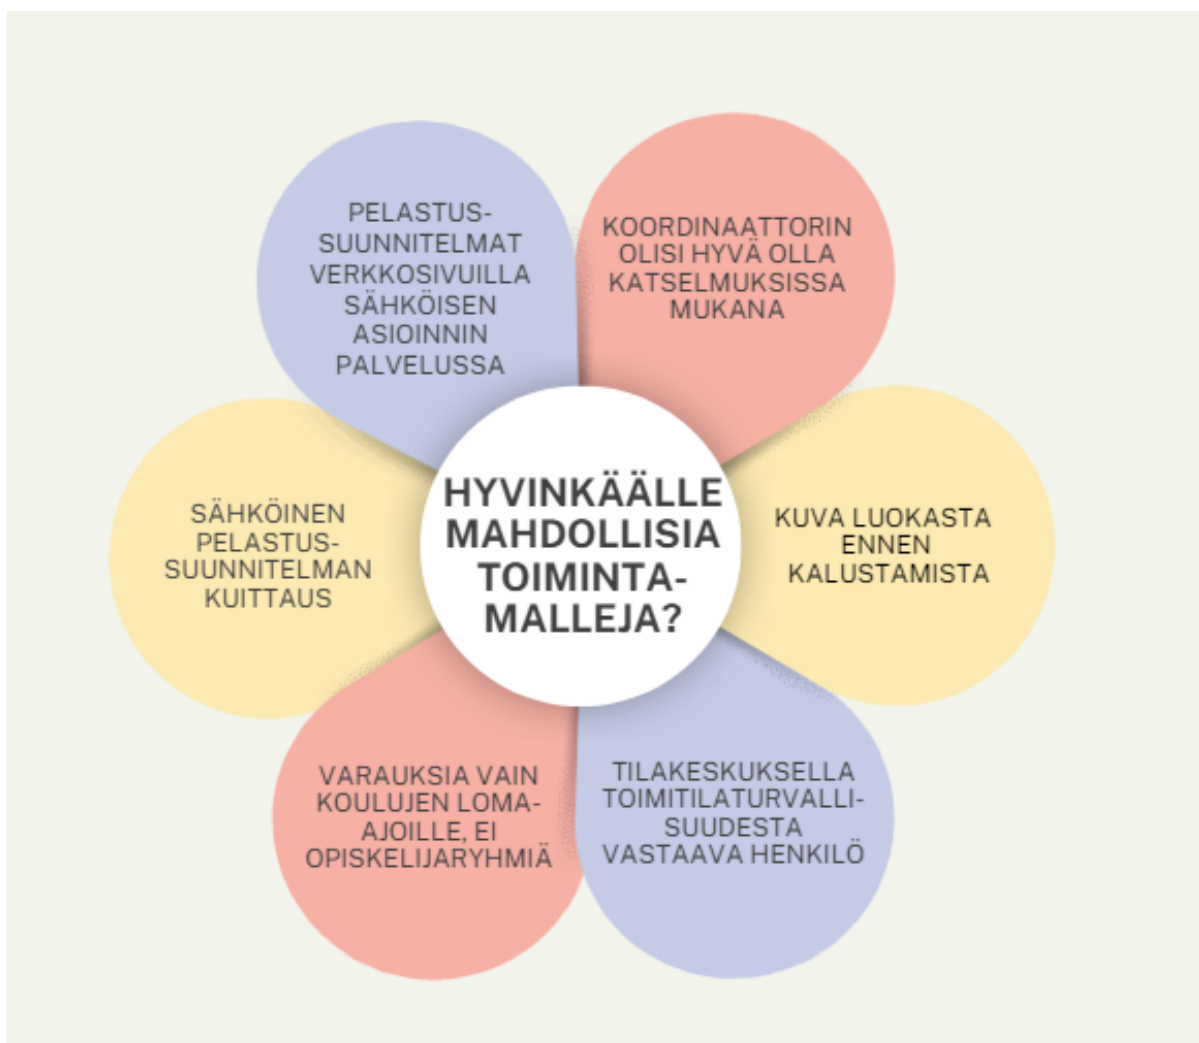 PELASTUS-
SUUNNITELMAT
VERKKOSIVUILLA
SÄHKÖISEN
ASIOINNIN
PALVELUSSA
KOORDINAATTORIN
OLISI HYVÄ OLLA
KATSELMUKSISSA
MUKANA
SÄHKÖINEN
PELASTUS-
SUUNNITELMAN
KUITTAUS
HYVINKÄÄLLE
MAHDOLLISIA
TOIMINTA-
MALLEJA?
KUVA LUOKASTA
ENNEN
KALUSTAMISTA
VARAUKSIA VAIN
KOULUJEN LOMA-
AJOILLE, EI
OPISKELIJARYHMIÄ
TILAKESKUKSELLA
TOIMITILATURVALLI-
SUUDESTA
VASTAAVA HENKILÖ